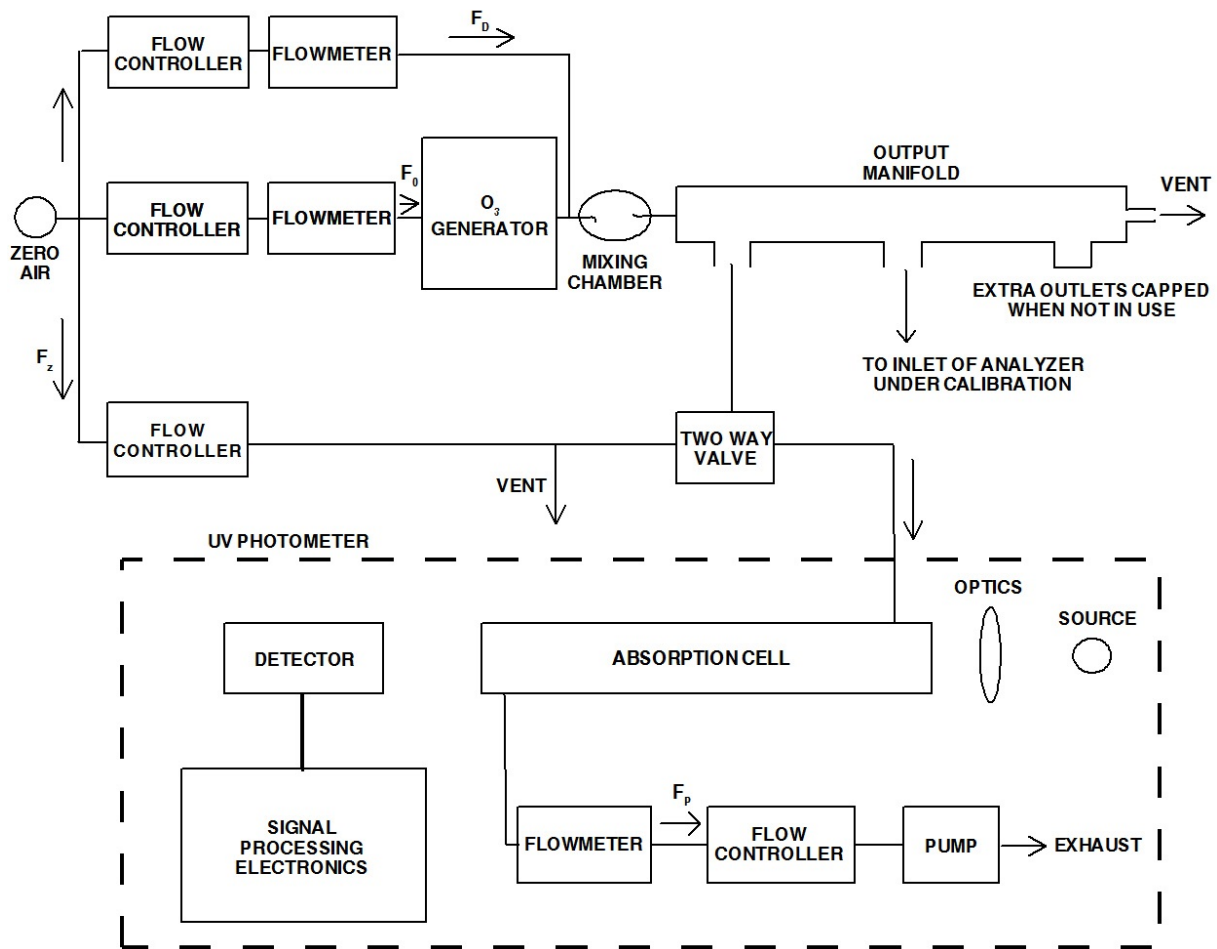 F_D
FLOW
CONTROLLER
FLOWMETER
FLOW
CONTROLLER
FLOWMETER
F_0
O_3
GENERATOR
ZERO
AIR
MIXING
CHAMBER
OUTPUT
MANIFOLD
VENT
EXTRA OUTLETS CAPPED
WHEN NOT IN USE
TO INLET OF ANALYZER
UNDER CALIBRATION
F_z
FLOW
CONTROLLER
VENT
TWO WAY
VALVE
UV PHOTOMETER
OPTICS
SOURCE
DETECTOR
ABSORPTION CELL
SIGNAL
PROCESSING
ELECTRONICS
FLOWMETER
F_p
FLOW
CONTROLLER
PUMP
EXHAUST